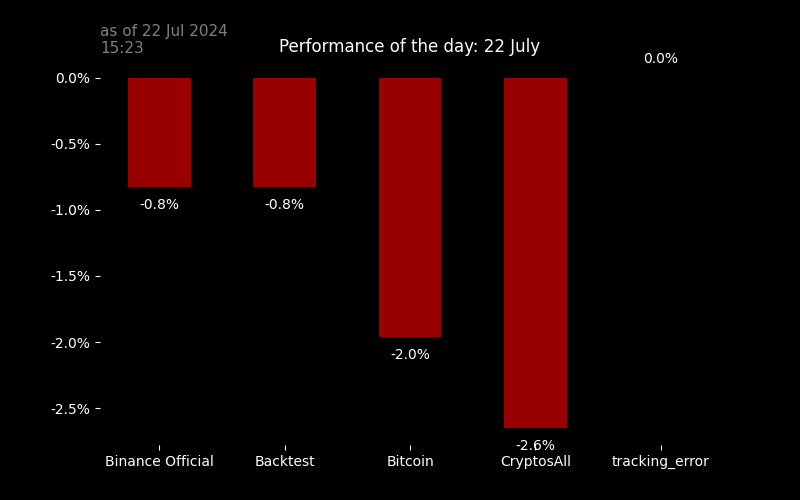 as of 22 Jul 2024
15:23
Performance of the day: 22 July
0.0%
0.0%
-0.5%
-1.0%
-1.5%
-2.0%
-2.5%
-0.8%
-0.8%
-2.0%
-2.6%
Binance Official
Backtest
Bitcoin
CryptosAll
tracking_error